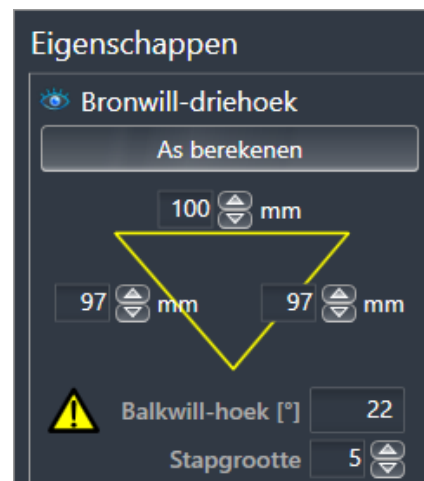 Eigenschappen
Bronwill-driehoek
As berekenen
100 mm
97 mm 97 mm
Balkwill-hoek [°] 22
Stapgrootte 5